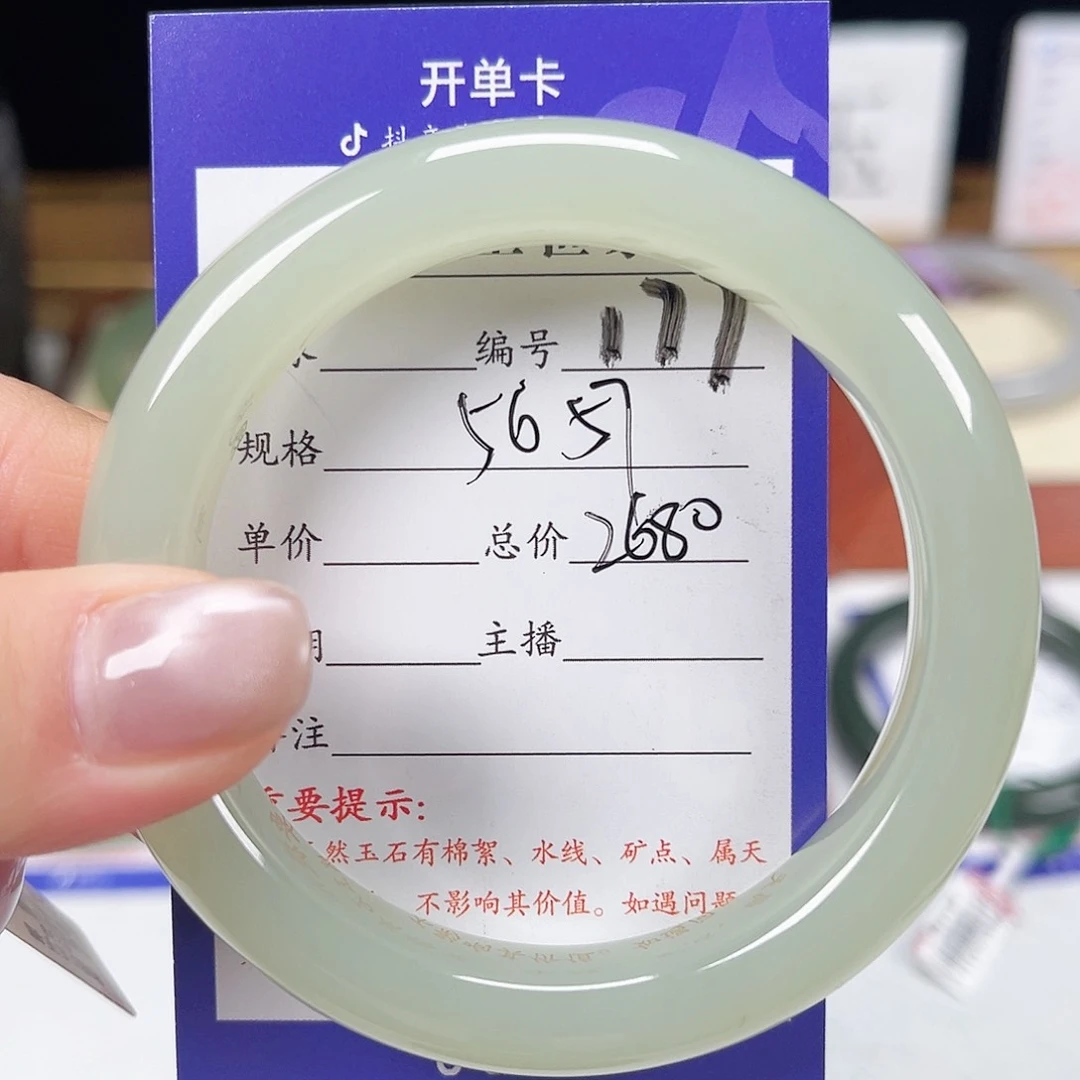 开单卡
抖
编号 177
规格 5657
单价 总价 2680
主播
注
要提示:
然玉石有棉絮、水线、矿点、属天
不影响其价值。如遇问题